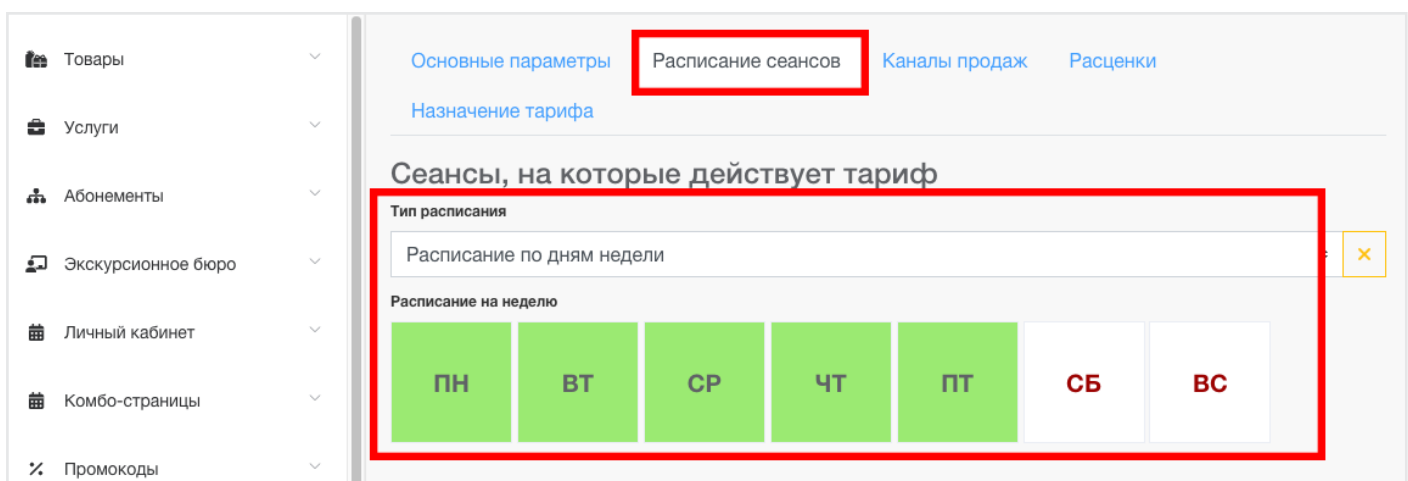 Товары
Услуги
Абонементы
Экскурсионное бюро
Личный кабинет
Комбо-страницы
Промокоды
Основные параметры Расписание сеансов Каналы продаж Расценки
Назначение тарифа
Сеансы, на которые действует тариф
Тип расписания
Расписание по дням недели
Расписание на неделю
ПН ВТ СР ЧТ ПТ СБ ВС